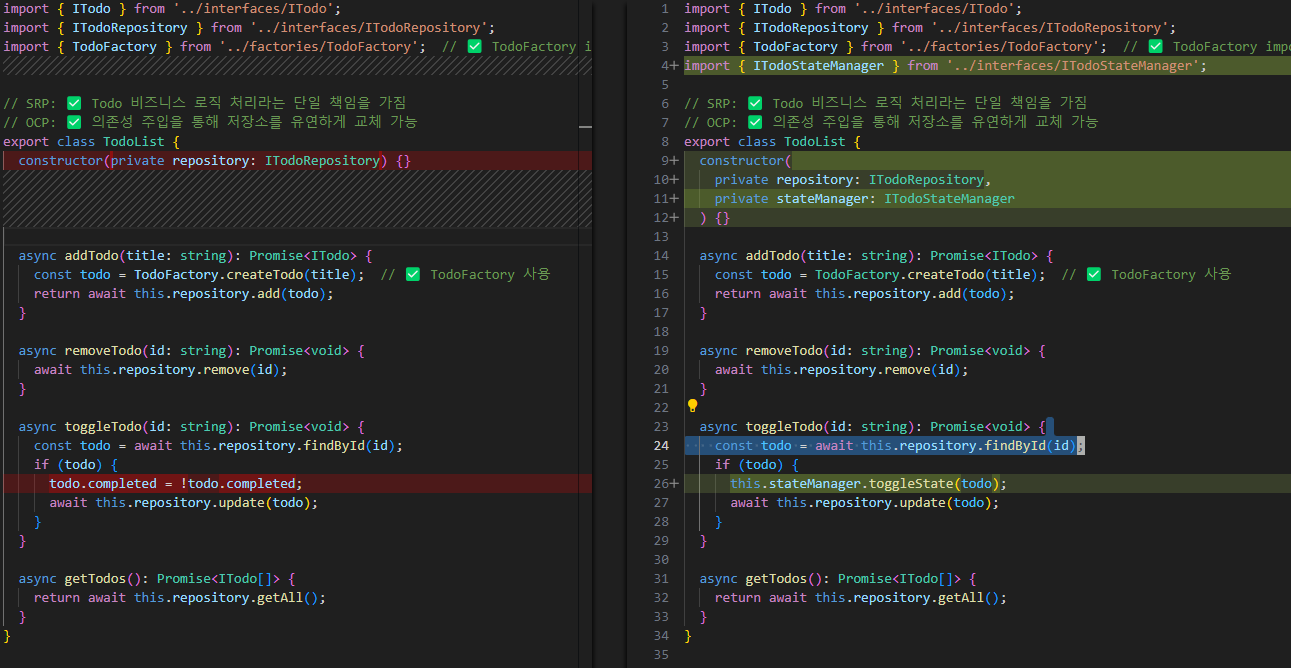 import { ITodo } from '../interfaces/ITodo';
import { ITodoRepository } from '../interfaces/ITodoRepository';
import { TodoFactory } from '../factories/TodoFactory';  // ✅ TodoFactory i
// SRP: ✅ Todo 비즈니스 로직 처리라는 단일 책임을 가짐
// OCP: ✅ 의존성 주입을 통해 저장소를 유연하게 교체 가능
export class TodoList {
  constructor(private repository: ITodoRepository) {}
  async addTodo(title: string): Promise<ITodo> {
    const todo = TodoFactory.createTodo(title);  // ✅ TodoFactory 사용
    return await this.repository.add(todo);
  }
  async removeTodo(id: string): Promise<void> {
    await this.repository.remove(id);
  }
  async toggleTodo(id: string): Promise<void> {
    const todo = await this.repository.findById(id);
    if (todo) {
      todo.completed = !todo.completed;
      await this.repository.update(todo);
    }
  }
  async getTodos(): Promise<ITodo[]> {
    return await this.repository.getAll();
  }
}
1 import { ITodo } from '../interfaces/ITodo';
2 import { ITodoRepository } from '../interfaces/ITodoRepository';
3 import { TodoFactory } from '../factories/TodoFactory';  // ✅ TodoFactory impo
4+ import { ITodoStateManager } from '../interfaces/ITodoStateManager';
5
6 // SRP: ✅ Todo 비즈니스 로직 처리라는 단일 책임을 가짐
7 // OCP: ✅ 의존성 주입을 통해 저장소를 유연하게 교체 가능
8 export class TodoList {
9+   constructor(
10+     private repository: ITodoRepository,
11+     private stateManager: ITodoStateManager
12+   ) {}
13
14   async addTodo(title: string): Promise<ITodo> {
15     const todo = TodoFactory.createTodo(title);  // ✅ TodoFactory 사용
16     return await this.repository.add(todo);
17   }
18
19   async removeTodo(id: string): Promise<void> {
20     await this.repository.remove(id);
21   }
22
23   async toggleTodo(id: string): Promise<void> {
24     const todo = await this.repository.findById(id);
25     if (todo) {
26+       this.stateManager.toggleState(todo);
27       await this.repository.update(todo);
28     }
29   }
30
31   async getTodos(): Promise<ITodo[]> {
32     return await this.repository.getAll();
33   }
34 }
35